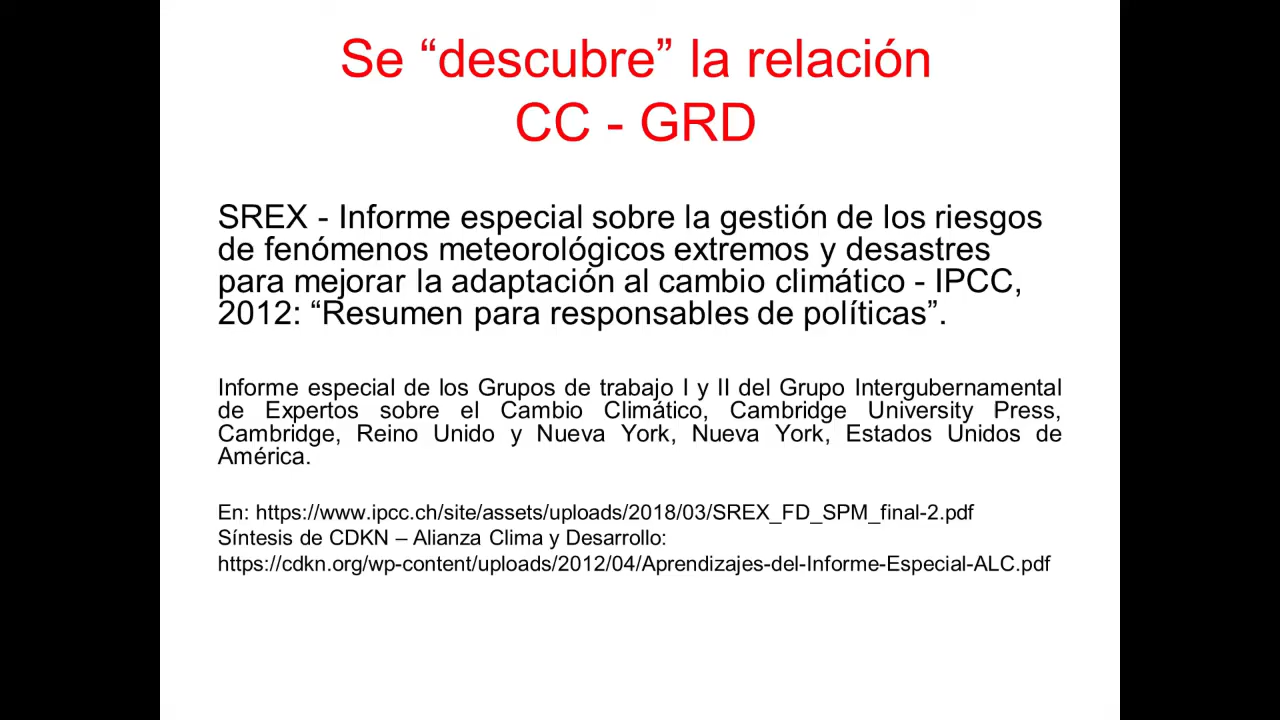 Se “descubre” la relación
CC - GRD
SREX - Informe especial sobre la gestión de los riesgos
de fenómenos meteorológicos extremos y desastres
para mejorar la adaptación al cambio climático - IPCC,
2012: “Resumen para responsables de políticas”.
Informe especial de los Grupos de trabajo I y II del Grupo Intergubernamental
de Expertos sobre el Cambio Climático, Cambridge University Press,
Cambridge, Reino Unido y Nueva York, Nueva York, Estados Unidos de
América.
En: https://www.ipcc.ch/site/assets/uploads/2018/03/SREX_FD_SPM_final-2.pdf
Síntesis de CDKN – Alianza Clima y Desarrollo:
https://cdkn.org/wp-content/uploads/2012/04/Aprendizajes-del-Informe-Especial-ALC.pdf